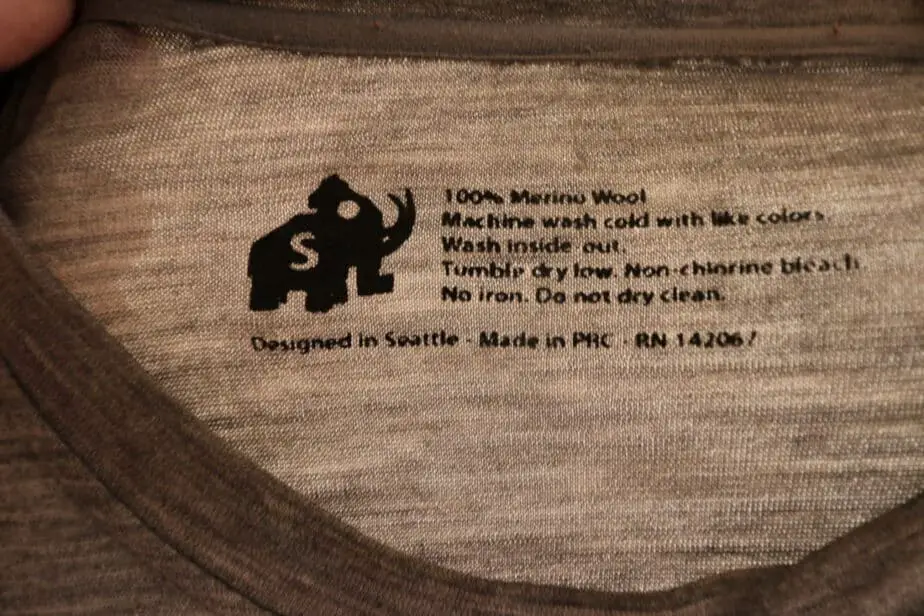 S
100% Merino Wool
Machine wash cold with like colors.
Wash inside out.
Tumble dry low. Non-chlorine bleach
No iron. Do not dry clean.
Designed in Seattle · Made in PRC · RN 142067